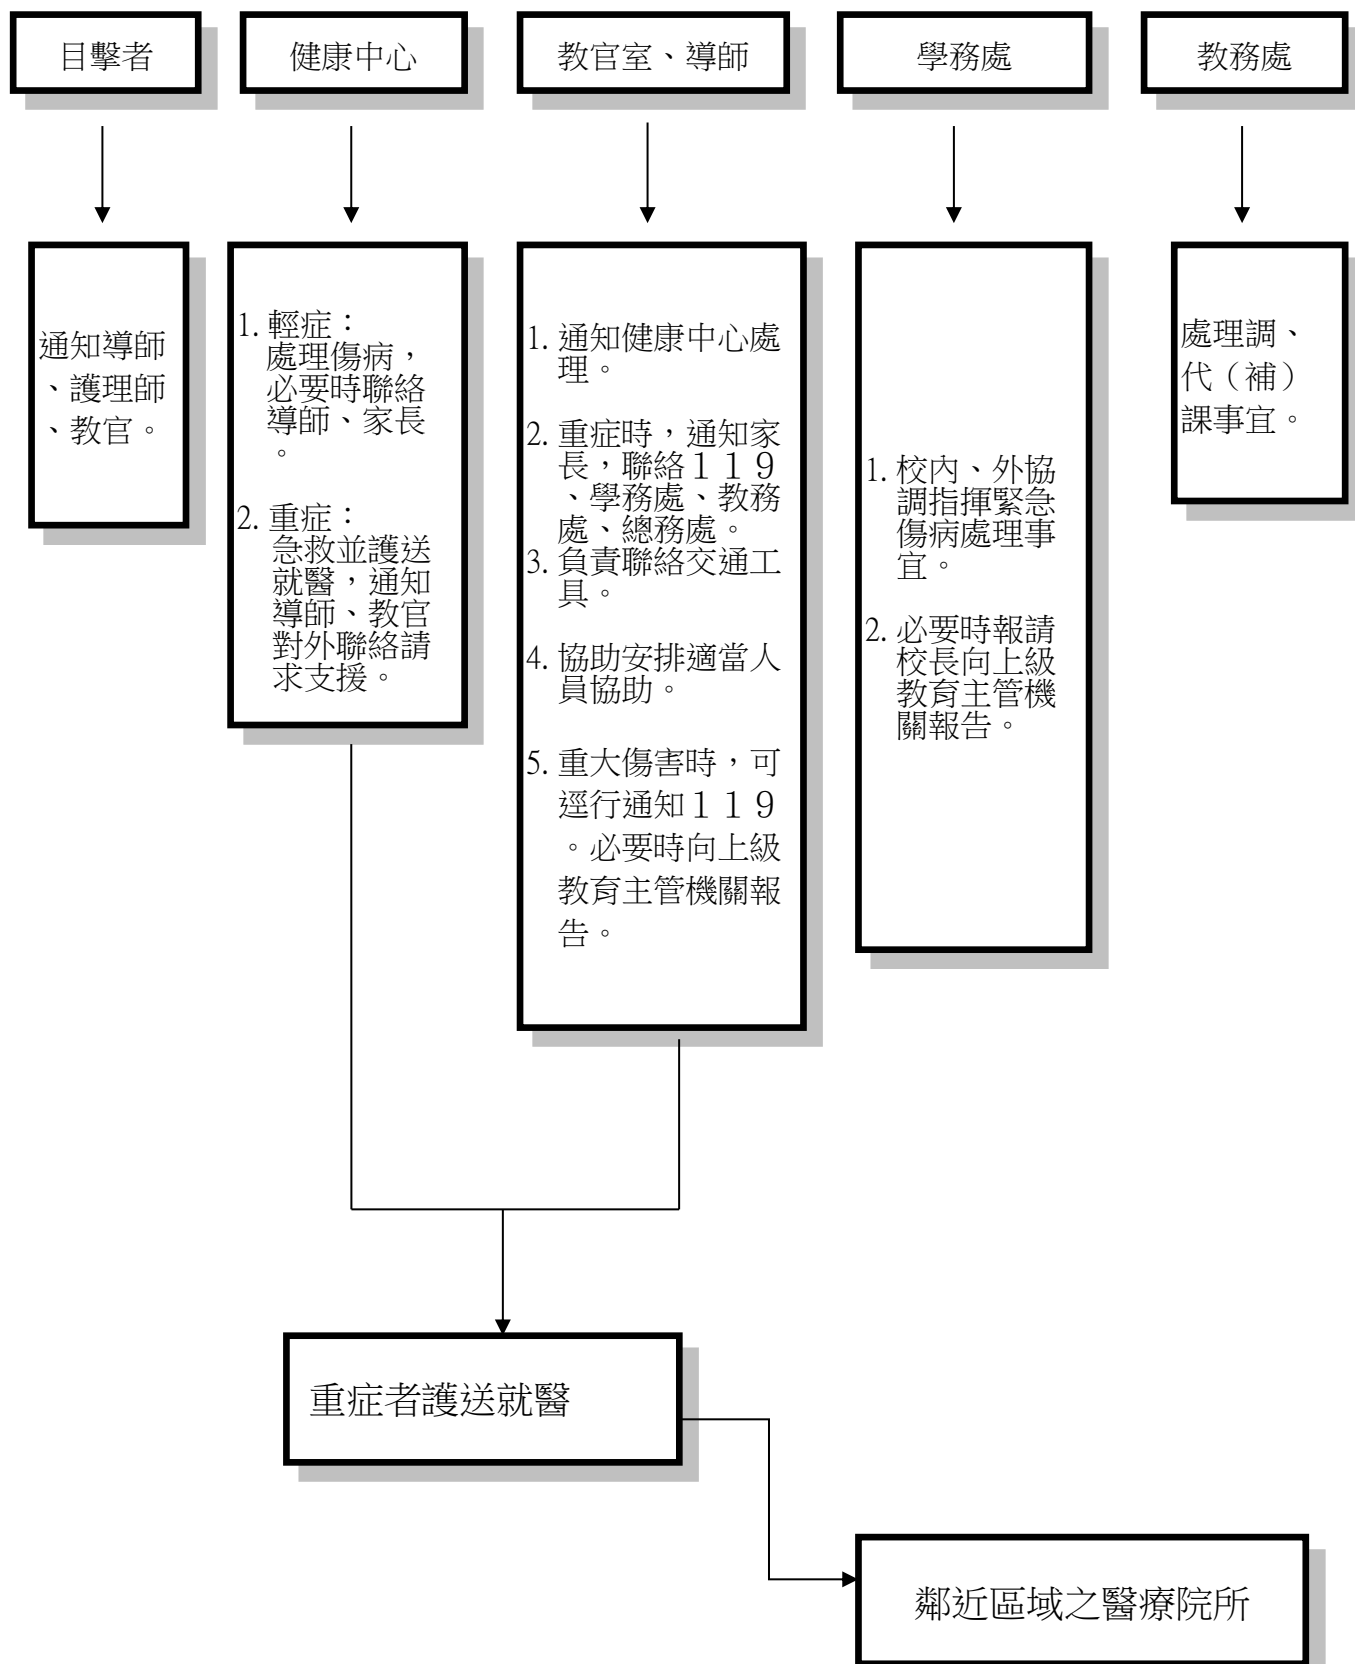 目擊者
健康中心
教官室、導師
學務處
教務處
通知導師
、護理師
、教官。
1. 輕症：
處理傷病，
必要時聯絡
導師、家長
。
2. 重症：
急救並護送
就醫，通知
導師、教官
對外聯絡請
求支援。
1. 通知健康中心處
理。
2. 重症時，通知家
長，聯絡１１９
、學務處、教務
處、總務處。
3. 負責聯絡交通工
具。
4. 協助安排適當人
員協助。
5. 重大傷害時，可
逕行通知１１９
。必要時向上級
教育主管機關報
告。
1. 校內、外協
調指揮緊急
傷病處理事
宜。
2. 必要時報請
校長向上級
教育主管機
關報告。
處理調、
代（補）
課事宜。
重症者護送就醫
鄰近區域之醫療院所